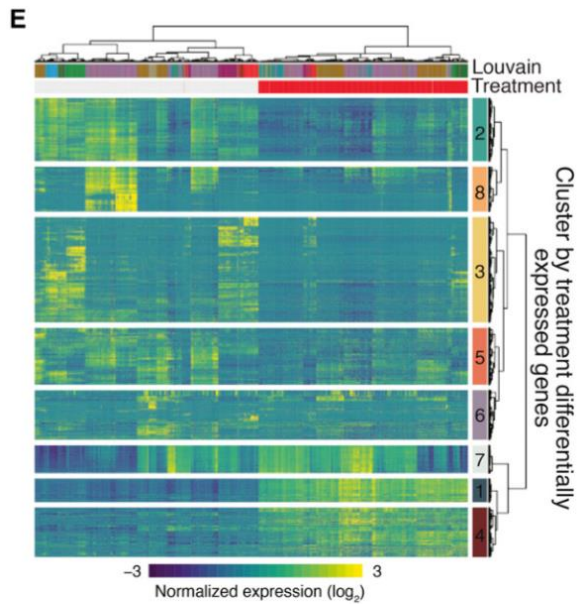 E
Louvain
Treatment
2
8
3
5
6
7
1
4
Cluster by treatment differentially
expressed genes
−3
3
Normalized expression (log₂)